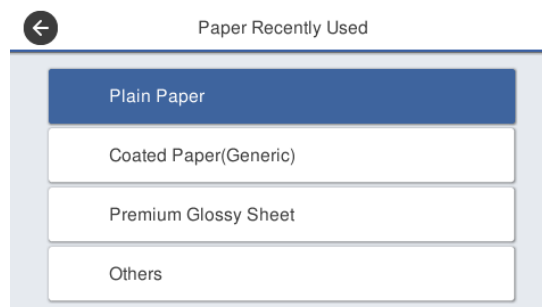 Paper Recently Used
Plain Paper
Coated Paper(Generic)
Premium Glossy Sheet
Others